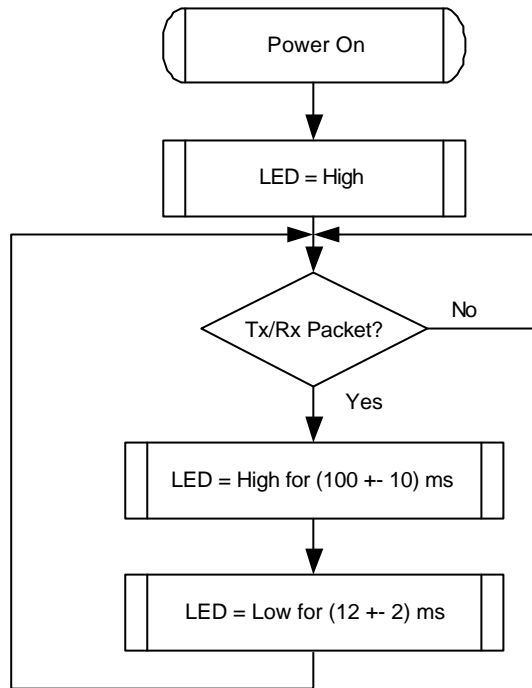 Power On
LED = High
Tx/Rx Packet?
No
Yes
LED = High for (100 +- 10) ms
LED = Low for (12 +- 2) ms